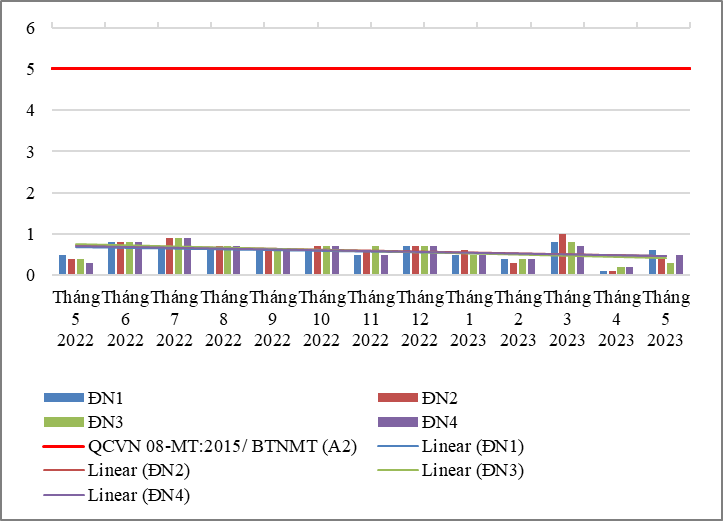 6
5
4
3
2
1
0
Tháng Tháng Tháng Tháng Tháng Tháng Tháng Tháng Tháng Tháng Tháng Tháng Tháng
5 6 7 8 9 10 11 12 1 2 3 4 5
2022 2022 2022 2022 2022 2022 2022 2022 2023 2023 2023 2023 2023
ĐN1 ĐN2
ĐN3 ĐN4
QCVN 08-MT:2015/ BTNMT (A2) Linear (ĐN1)
Linear (ĐN2) Linear (ĐN3)
Linear (ĐN4)